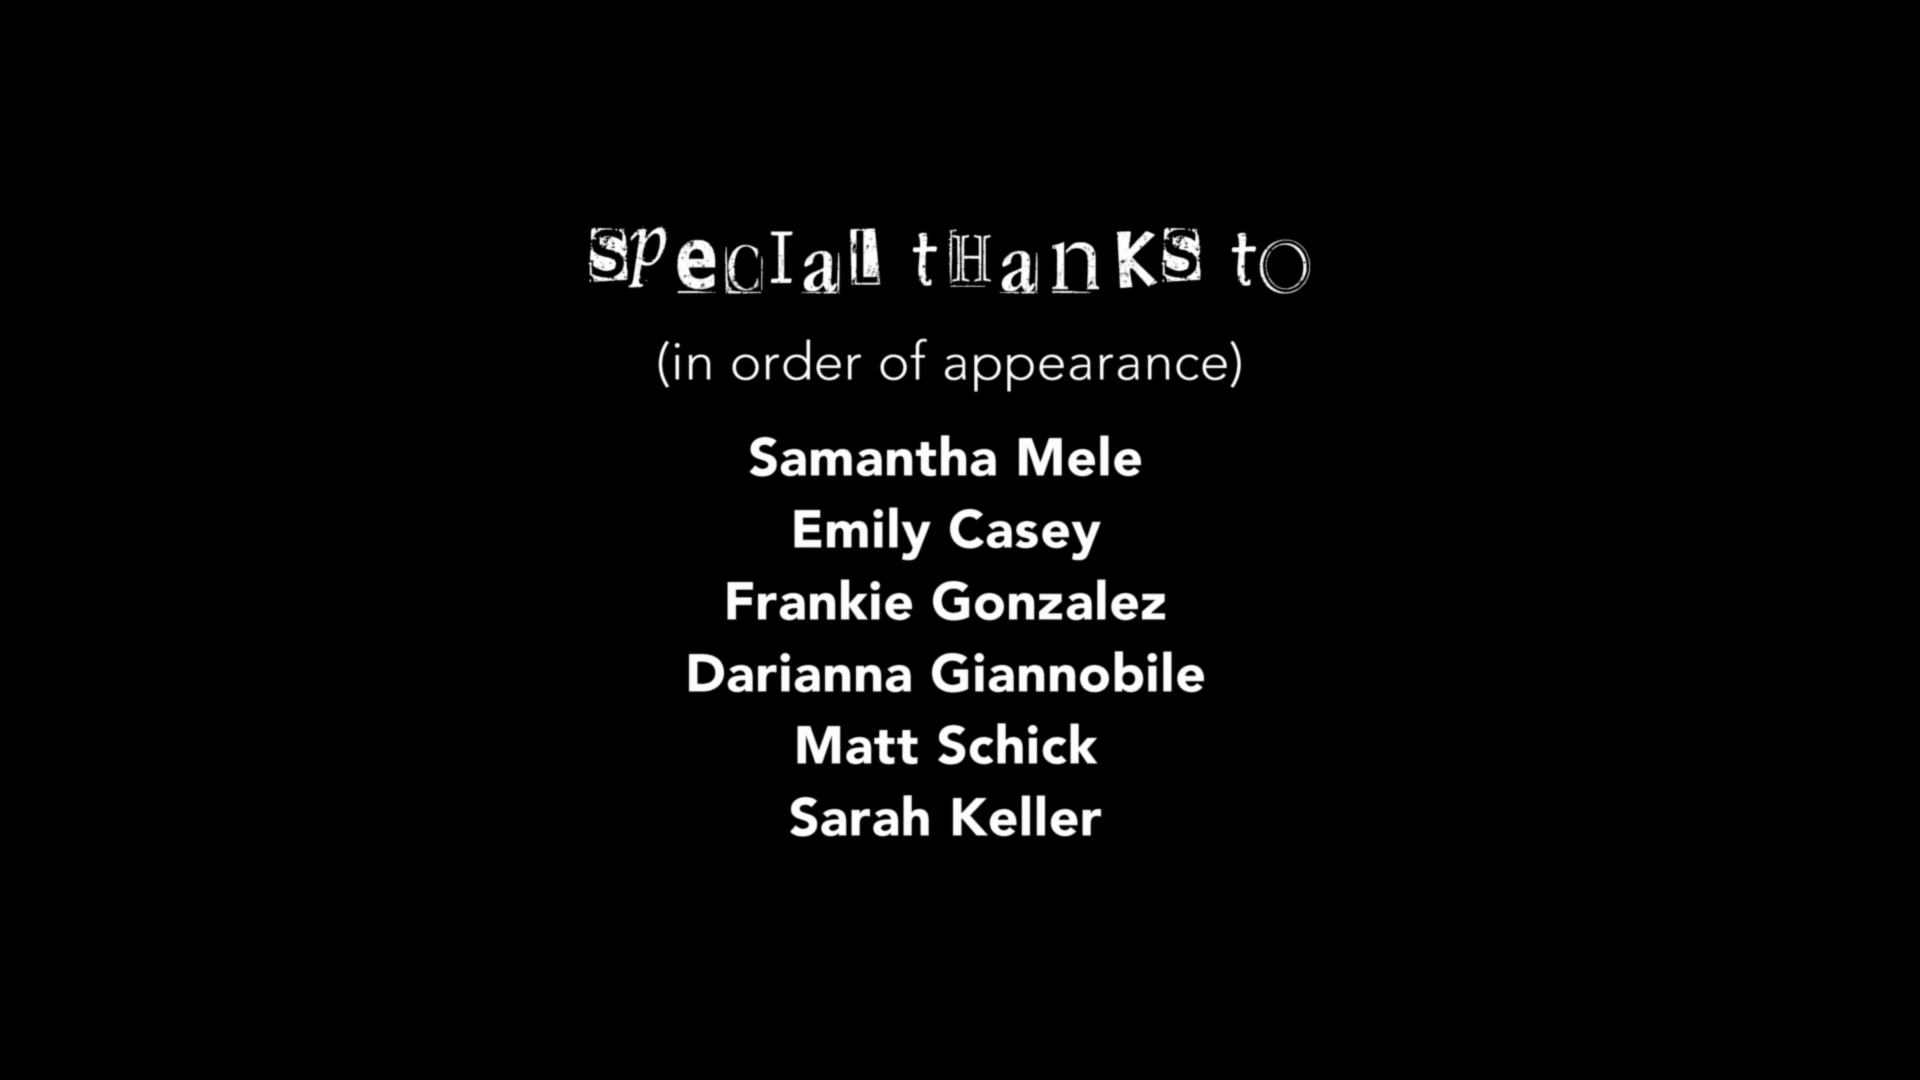 Special thanks to
(in order of appearance)
Samantha Mele
Emily Casey
Frankie Gonzalez
Darianna Giannobile
Matt Schick
Sarah Keller